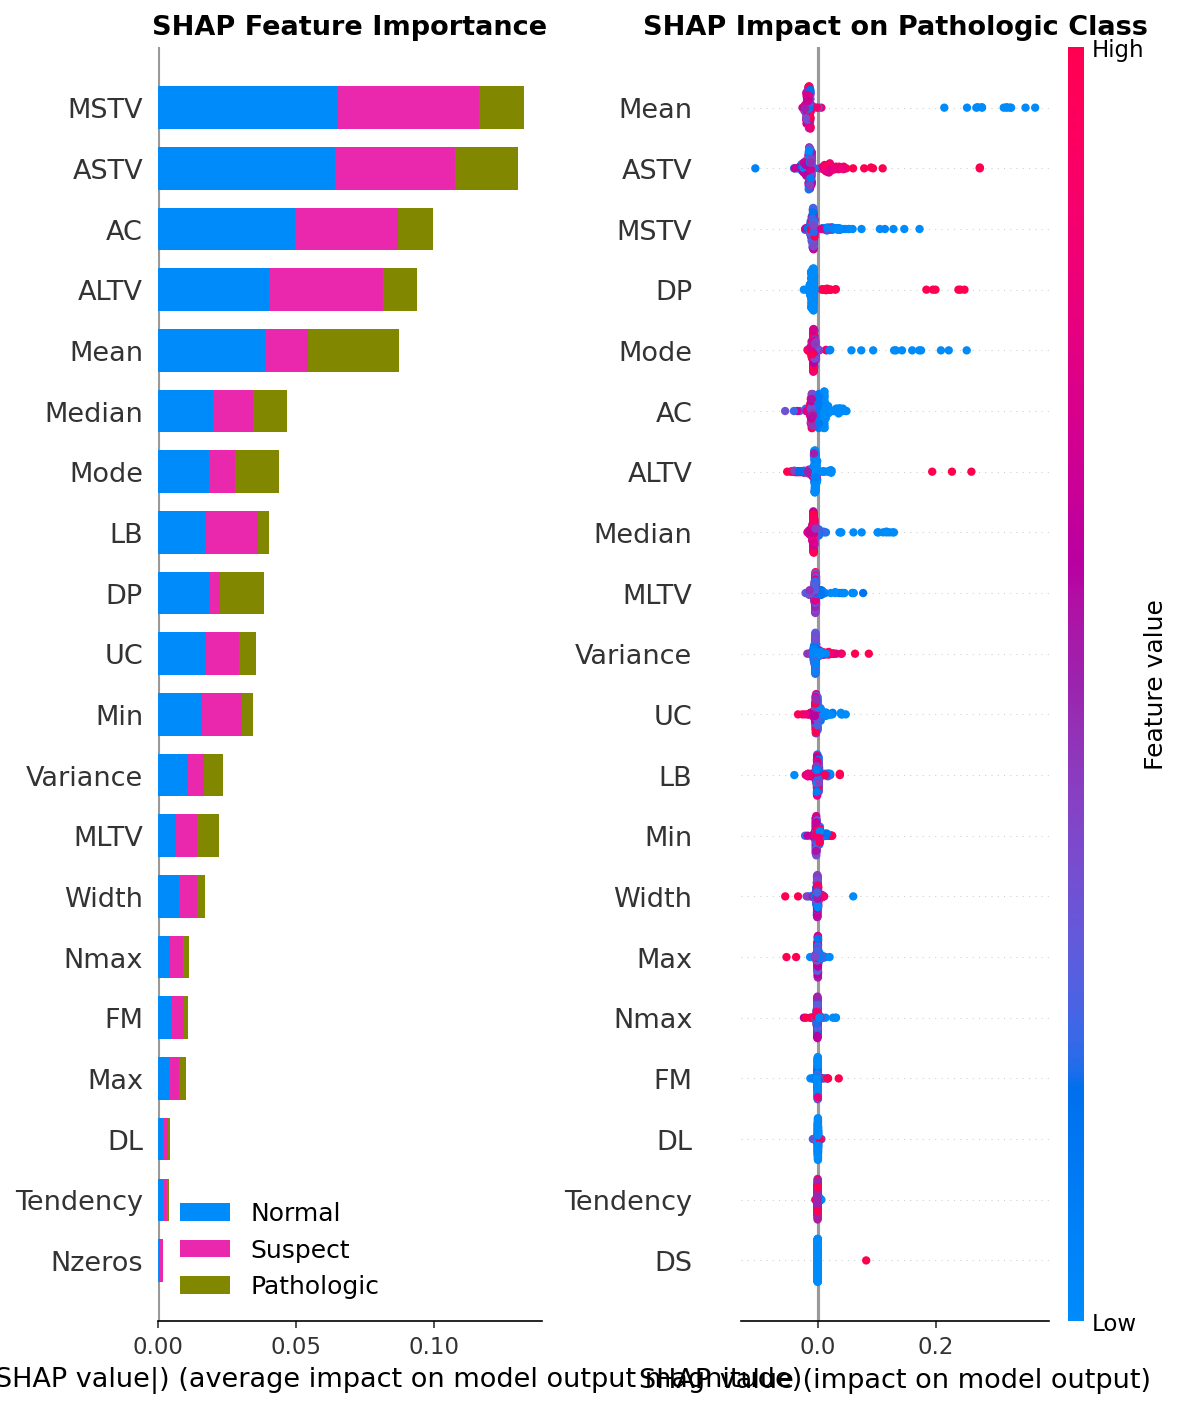 SHAP Feature Importance
MSTV
ASTV
AC
ALTV
Mean
Median
Mode
LB
DP
UC
Min
Variance
MLTV
Width
Nmax
FM
Max
DL
Tendency
Nzeros
Normal
Suspect
Pathologic
0.00 0.05 0.10
SHAP value|) (average impact on model output magnitude)
SHAP Impact on Pathologic Class
Mean
ASTV
MSTV
DP
Mode
AC
ALTV
Median
MLTV
Variance
UC
LB
Min
Width
Max
Nmax
FM
DL
Tendency
DS
0.0 0.2
SHAP value (impact on model output)
High
Feature value
Low